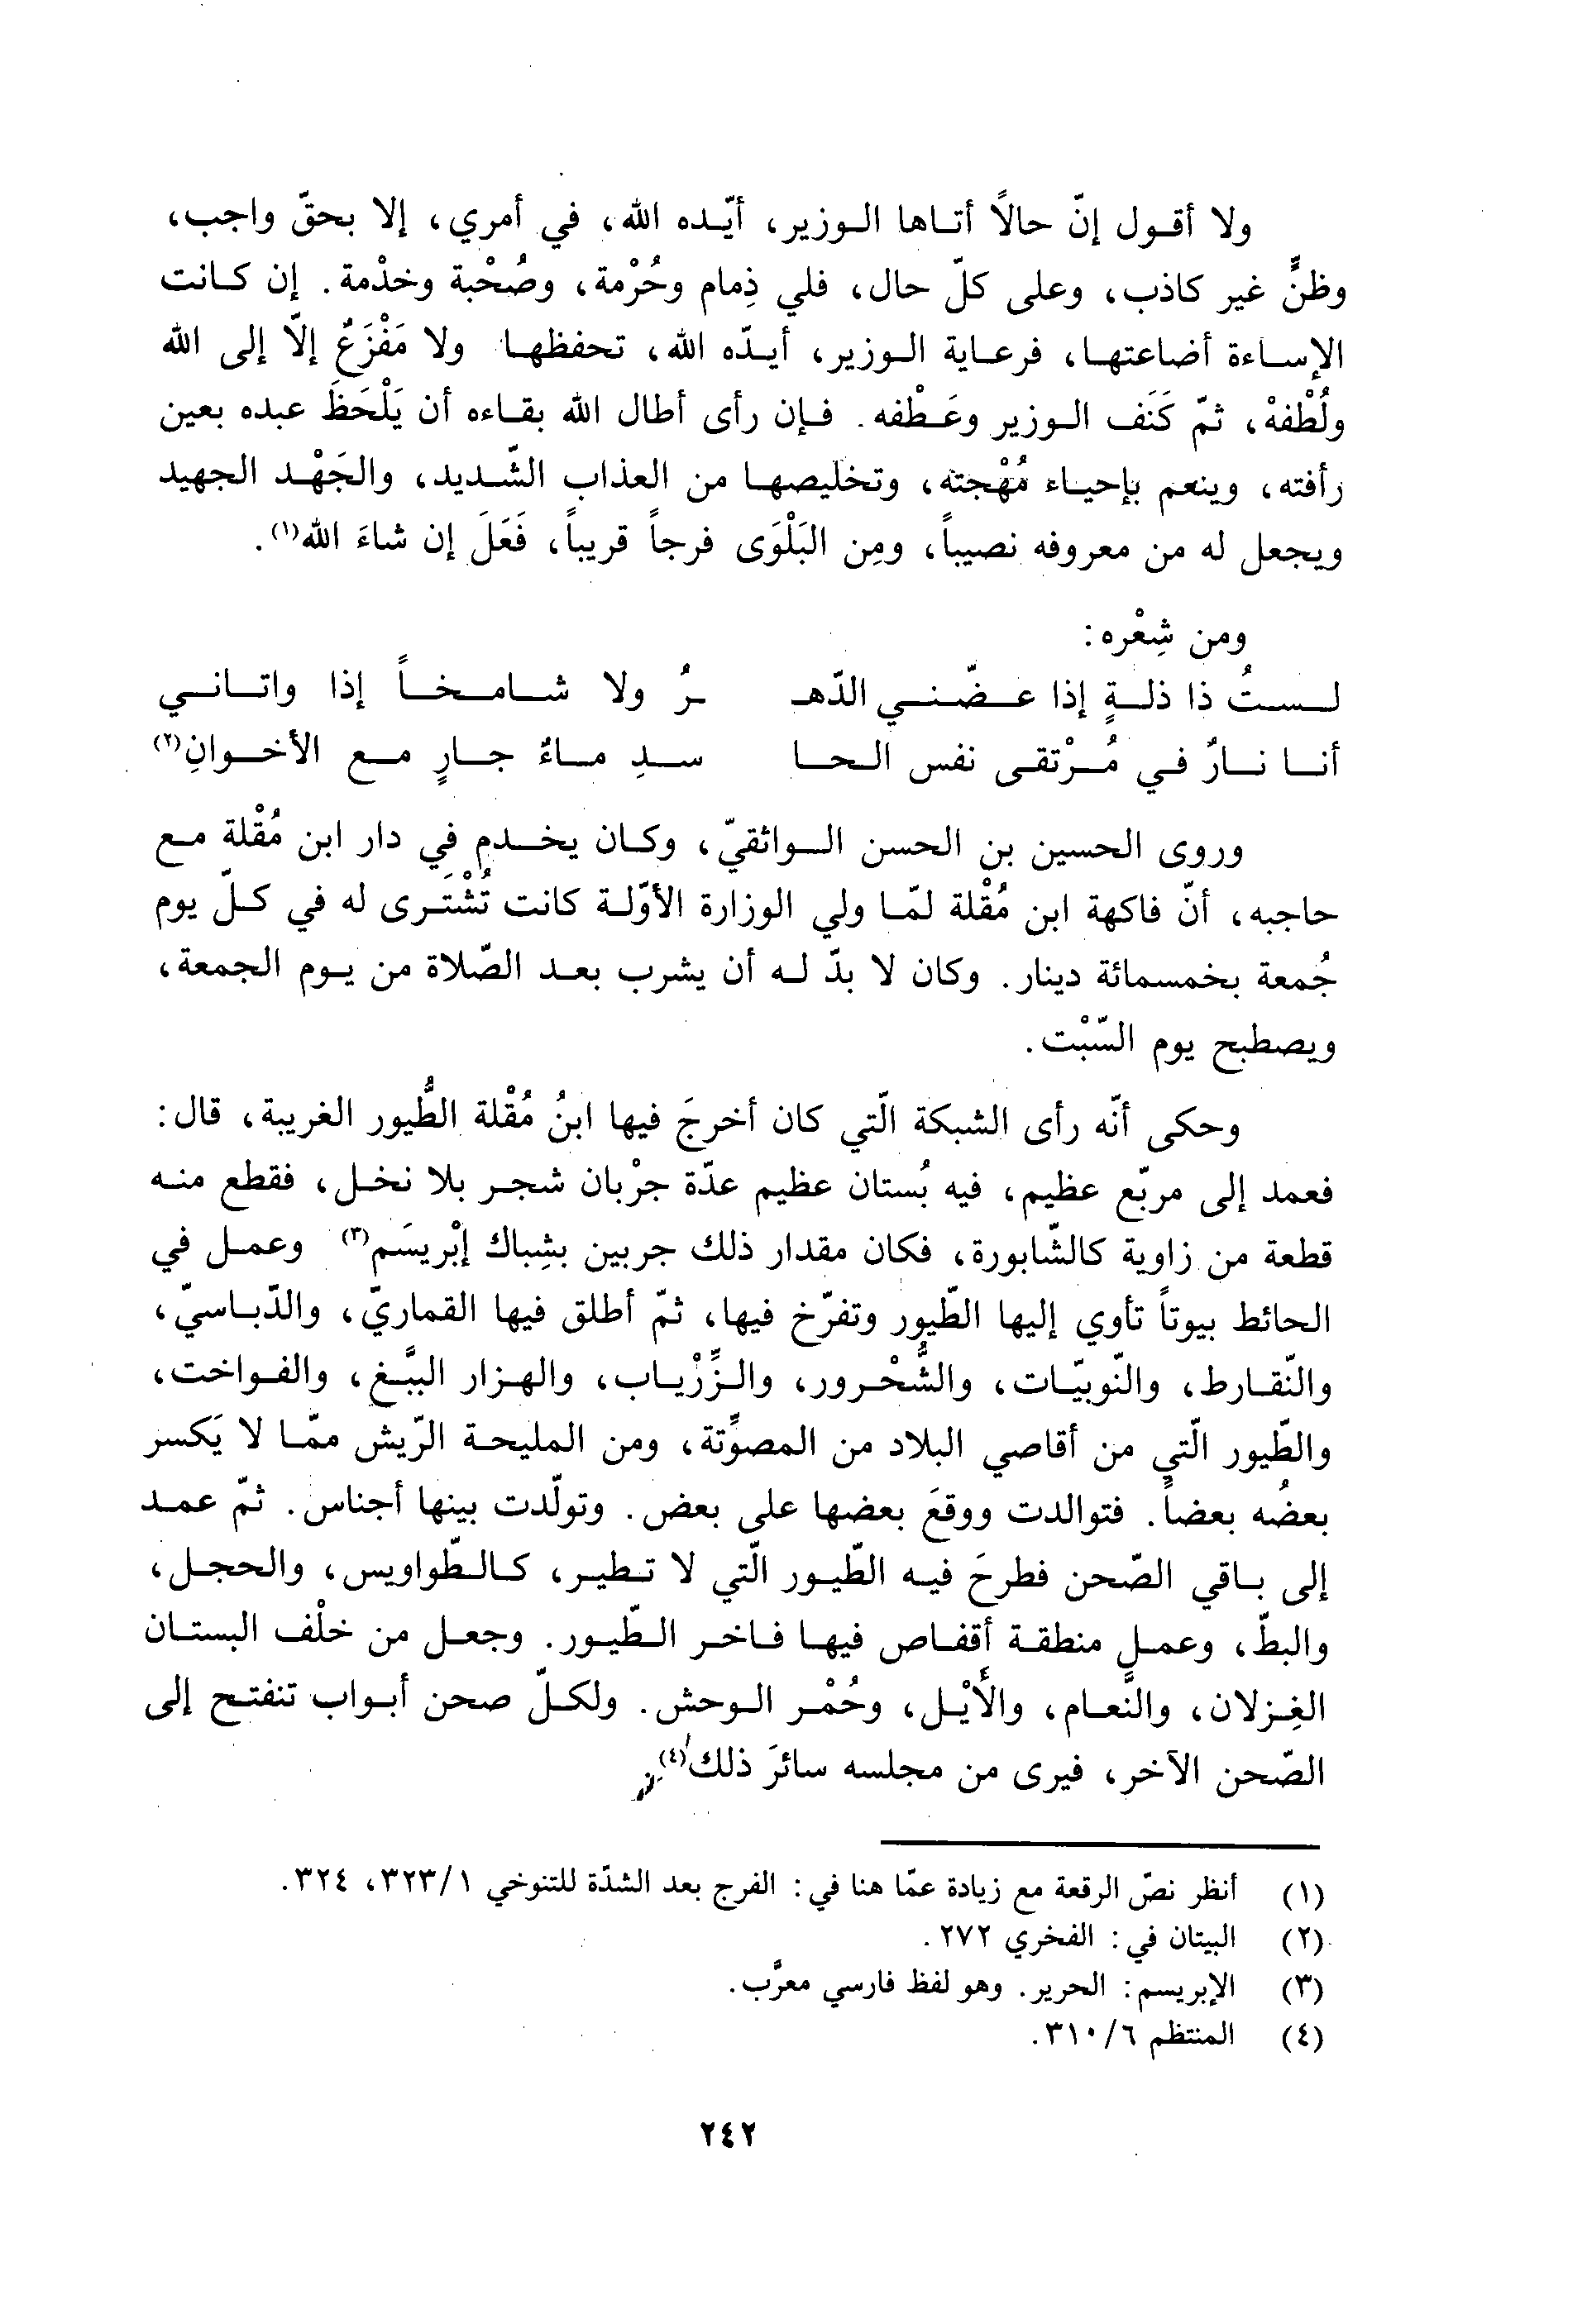 ولا أقول إنّ حالاً أتاها الوزير، أيّده الله، في أمري، إلا بحقّ واجب،
وظنٍّ غير كاذب، وعلى كلّ حال، فلي ذِمام وحُرْمة، وصُحْبة وخدْمة. إن كانت
الإساءة أضاعتها، فرعاية الوزير، أيدّه الله، تحفظها ولا مَفْزَعٌ إلاّ إلى الله
ولُطْفهْ، ثمّ كَنَف الوزير وعَطْفه. فإن رأى أطال الله بقاءه أن يَلْحَظَ عبده بعين
رأفته، وينعم بإحياء مُهْجته، وتخليصها من العذاب الشّديد، والجَهْد الجهيد
ويجعل له من معروفه نصيباً، ومِن البَلْوَى فرجاً قريباً، فَعَلَ إن شاءَ الله(١).
ومن شِعْره:
لستُ ذا ذلةٍ إذا عضّني الدّهـ ـرُ ولا شامخاً إذا واتاني
أنا نارٌ في مُرْتقى نفس الحا سدِ ماءٌ جارٍ مع الأخوانِ(٢)
وروى الحسين بن الحسن الواثقيّ، وكان يخدم في دار ابن مُقْلة مع
حاجبه، أنّ فاكهة ابن مُقْلة لمّا ولي الوزارة الأوّلة كانت تُشْتَرى له في كلّ يوم
جُمعة بخمسمائة دينار. وكان لا بدّ له أن يشرب بعد الصّلاة من يوم الجمعة،
ويصطبح يوم السّبْت.
وحكى أنّه رأى الشبكة الّتي كان أخرجَ فيها ابنُ مُقْلة الطُّيور الغريبة، قال:
فعمد إلى مربّع عظيم، فيه بُستان عظيم عدّة جرْبان شجر بلا نخل، فقطع منه
قطعة من زاوية كالشّابورة، فكان مقدار ذلك جربين بشِباك إبْريسَم(٣) وعمل في
الحائط بيوتاً تأوي إليها الطّيور وتفرّخ فيها، ثمّ أطلق فيها القماريّ، والدّباسيّ،
والنّقارط، والنّوبيّات، والشُّحْرور، والزِّرْياب، والهزار الببَّغ، والفواخت،
والطّيور الّتي من أقاصي البلاد من المصوِّتة، ومن المليحة الرّيش ممّا لا يَكسر
بعضُه بعضاً. فتوالدت ووقعَ بعضها على بعض. وتولّدت بينها أجناس. ثمّ عمد
إلى باقي الصّحن فطرحَ فيه الطّيور الّتي لا تطير، كالطّواويس، والحجل،
والبطّ، وعمل منطقة أقفاص فيها فاخر الطّيور. وجعل من خلْف البستان
الغِزلان، والنَّعام، والأَيْل، وحُمْر الوحش. ولكلّ صحن أبواب تنفتح إلى
الصّحن الآخر، فيرى من مجلسه سائرَ ذلك(٤).
(١) أنظر نصّ الرقعة مع زيادة عمّا هنا في: الفرج بعد الشدّة للتنوخي ٣٢٣/١، ٣٢٤.
(٢) البيتان في: الفخري ٢٧٢.
(٣) الإبريسم: الحرير. وهو لفظ فارسي معرَّب.
(٤) المنتظم ٣١٠/٦.
٢٤٢